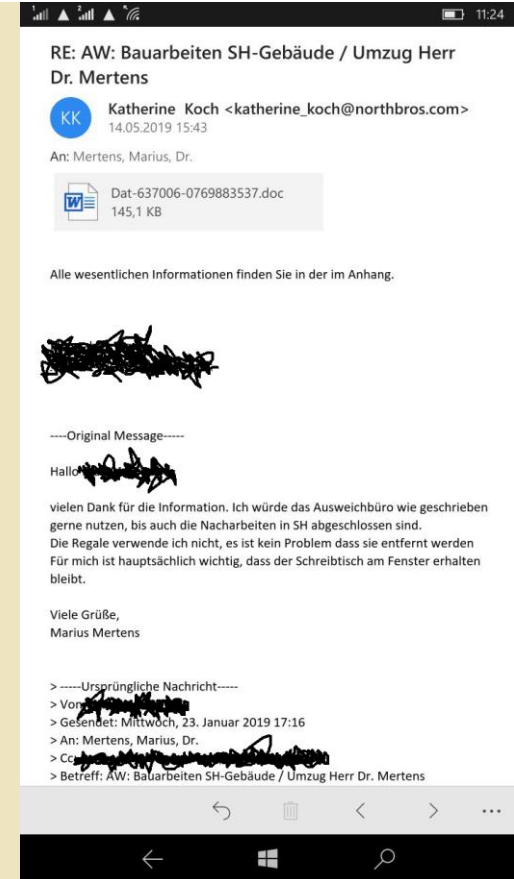 11:24
RE: AW: Bauarbeiten SH-Gebäude / Umzug Herr
Dr. Mertens
KK
Katherine Koch <katherine_koch@northbros.com>
14.05.2019 15:43
An: Mertens, Marius, Dr.
Dat-637006-0769883537.doc
145,1 KB
Alle wesentlichen Informationen finden Sie in der im Anhang.
----Original Message-----
Hallo
vielen Dank für die Information. Ich würde das Ausweichbüro wie geschrieben
gerne nutzen, bis auch die Nacharbeiten in SH abgeschlossen sind.
Die Regale verwende ich nicht, es ist kein Problem dass sie entfernt werden
Für mich ist hauptsächlich wichtig, dass der Schreibtisch am Fenster erhalten
bleibt.
Viele Grüße,
Marius Mertens
> -----Ursprüngliche Nachricht-----
> Von
> Gesendet: Mittwoch, 23. Januar 2019 17:16
> An: Mertens, Marius, Dr.
> Cc
> Betreff: AW: Bauarbeiten SH-Gebäude / Umzug Herr Dr. Mertens